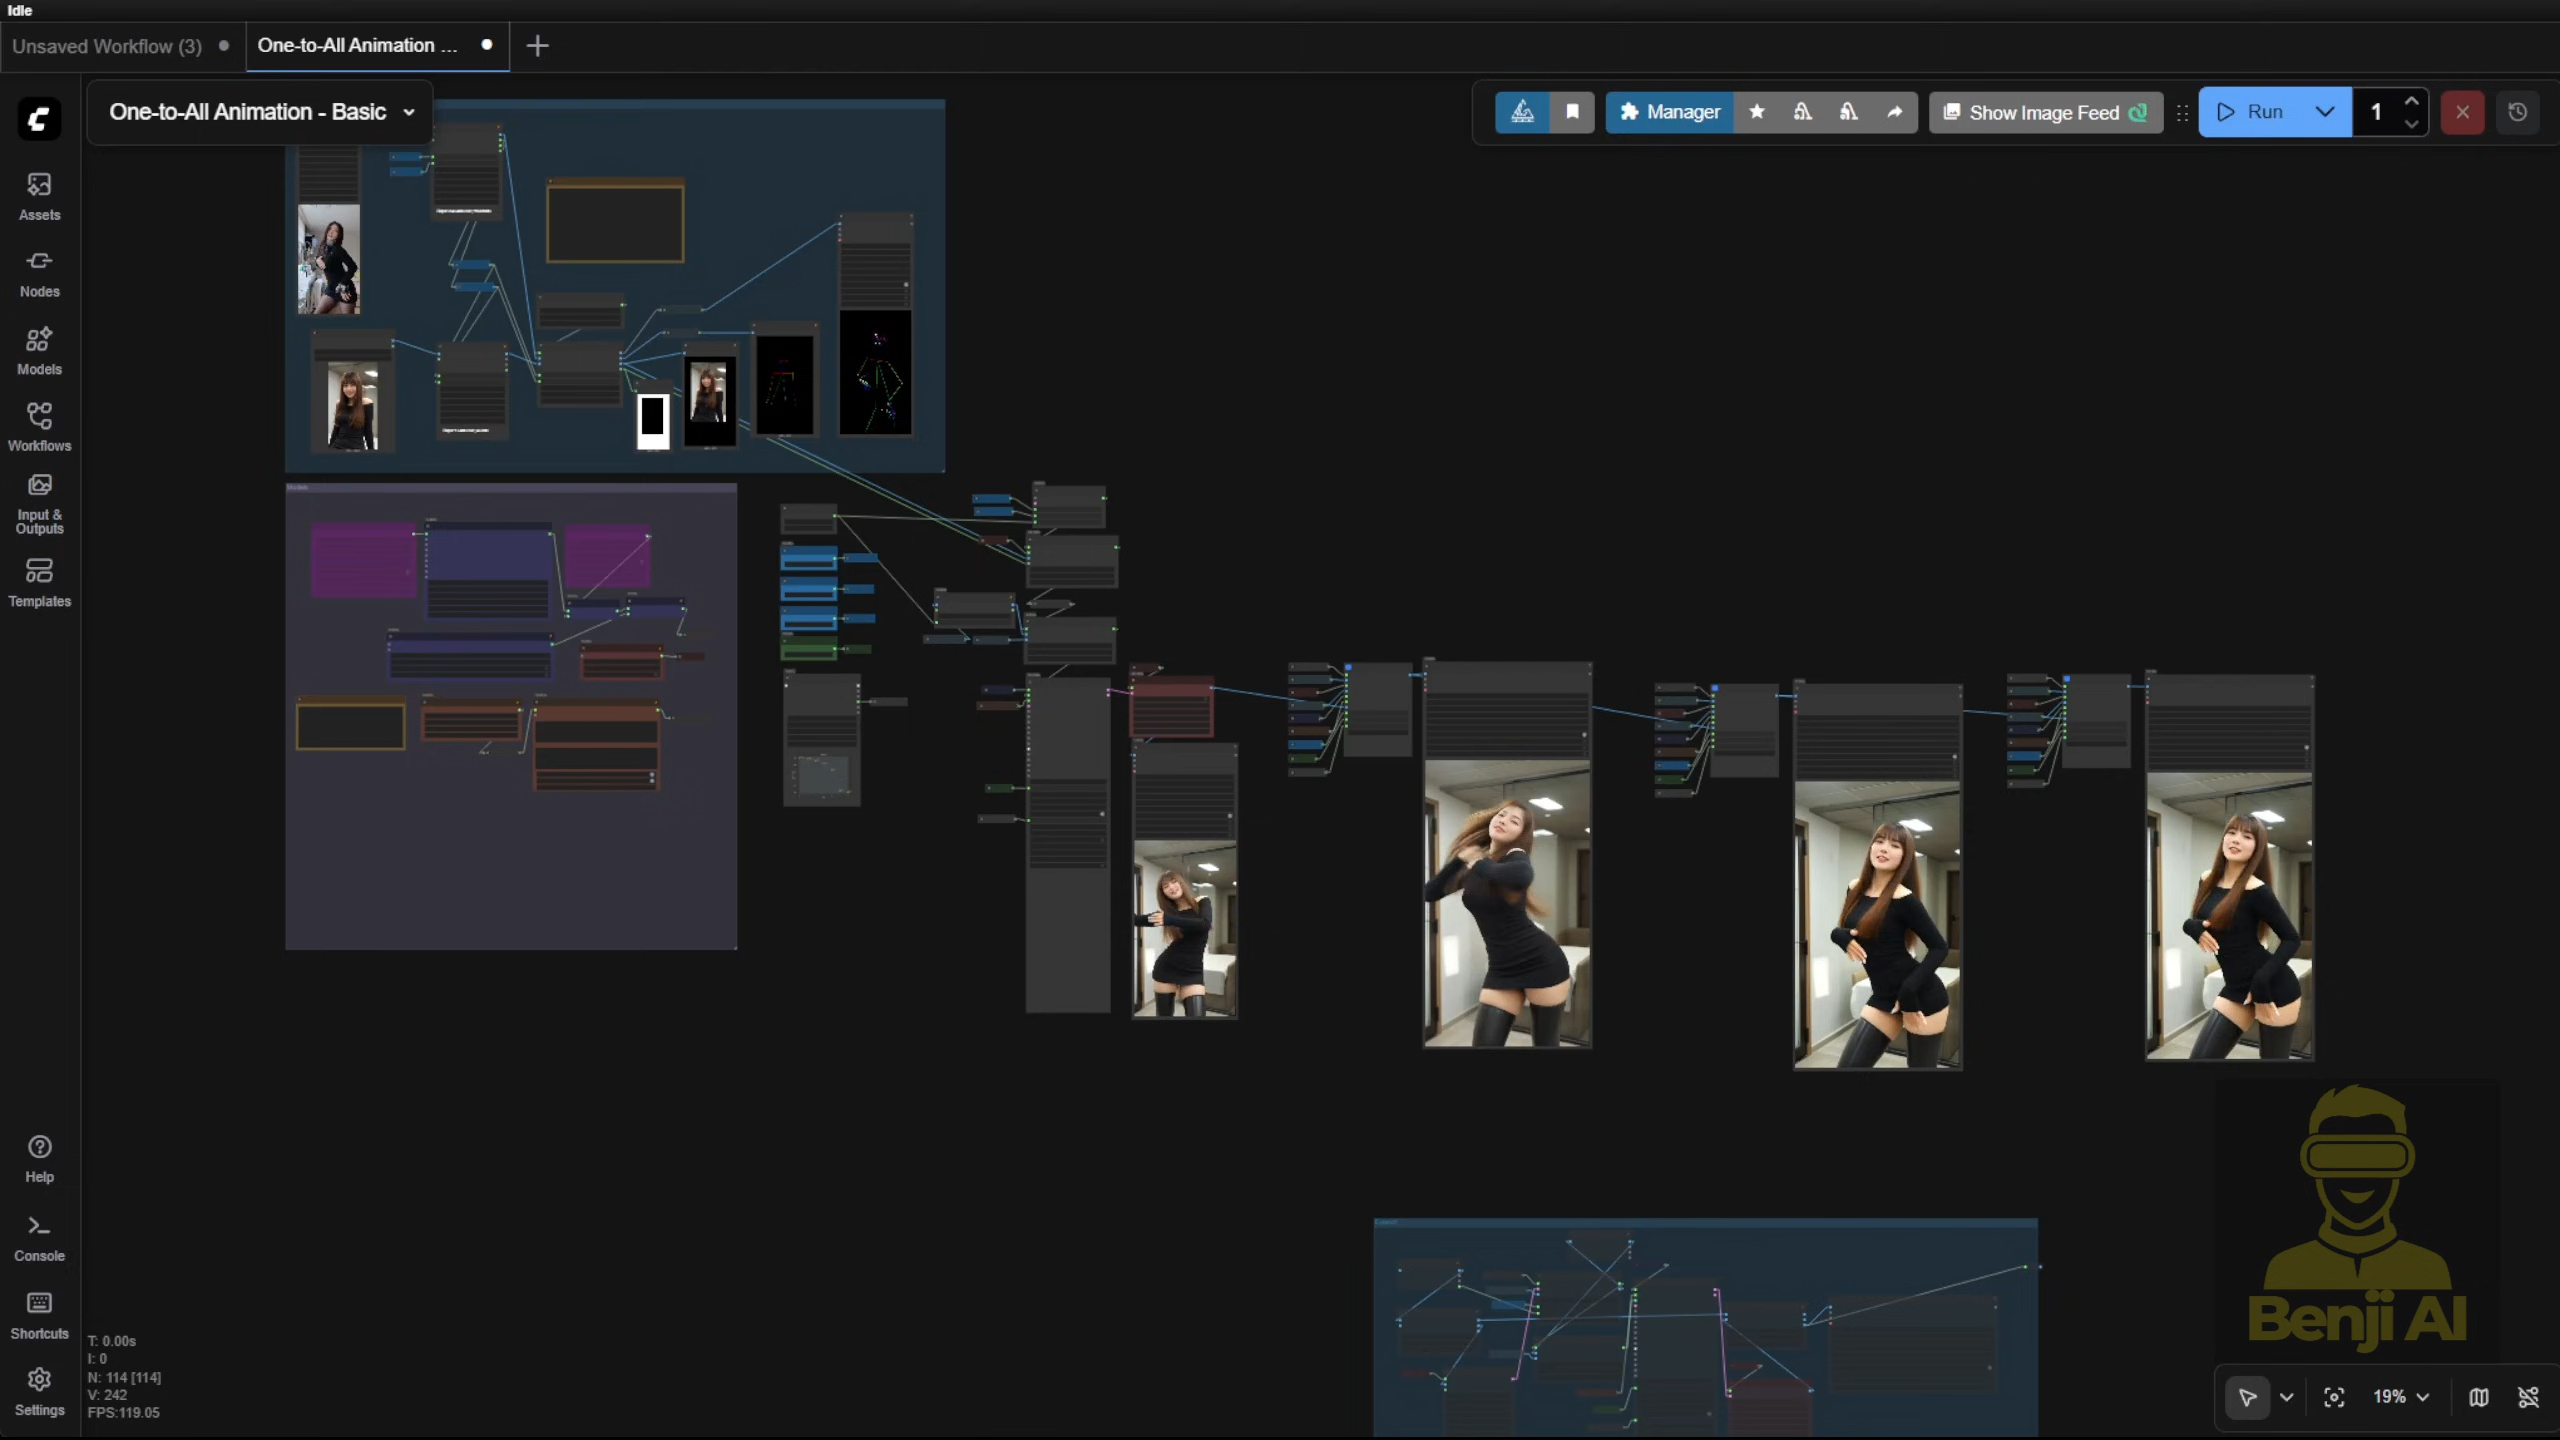 Idle
Unsaved Workflow (3)
One-to-All Animation ...
One-to-All Animation - Basic
Manager
Show Image Feed
Run
1
Assets
Nodes
Models
Workflows
Input &
Outputs
Templates
Models
Help
Console
Shortcuts
Settings
T: 0.00s
I: 0
N: 114 [114]
V: 242
FPS:119.05
Benji AI
19%